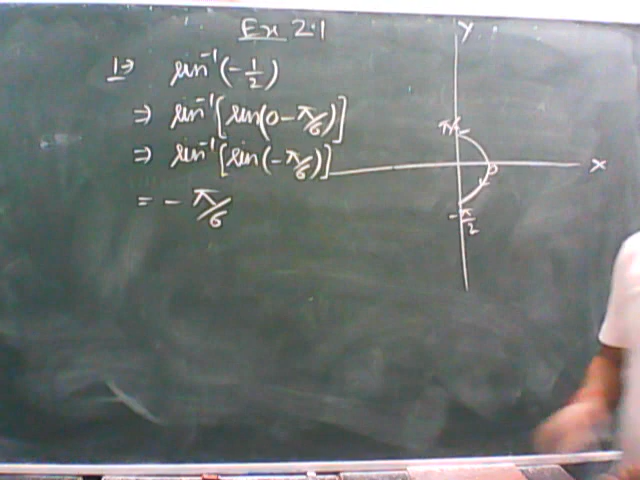 Ex 2.1
1⇒ sin⁻¹(-1/2)
⇒ sin⁻¹[sin(0-π/6)]
⇒ sin⁻¹[sin(-π/6)]
= -π/6
Y
π/2
0
X
-π/2